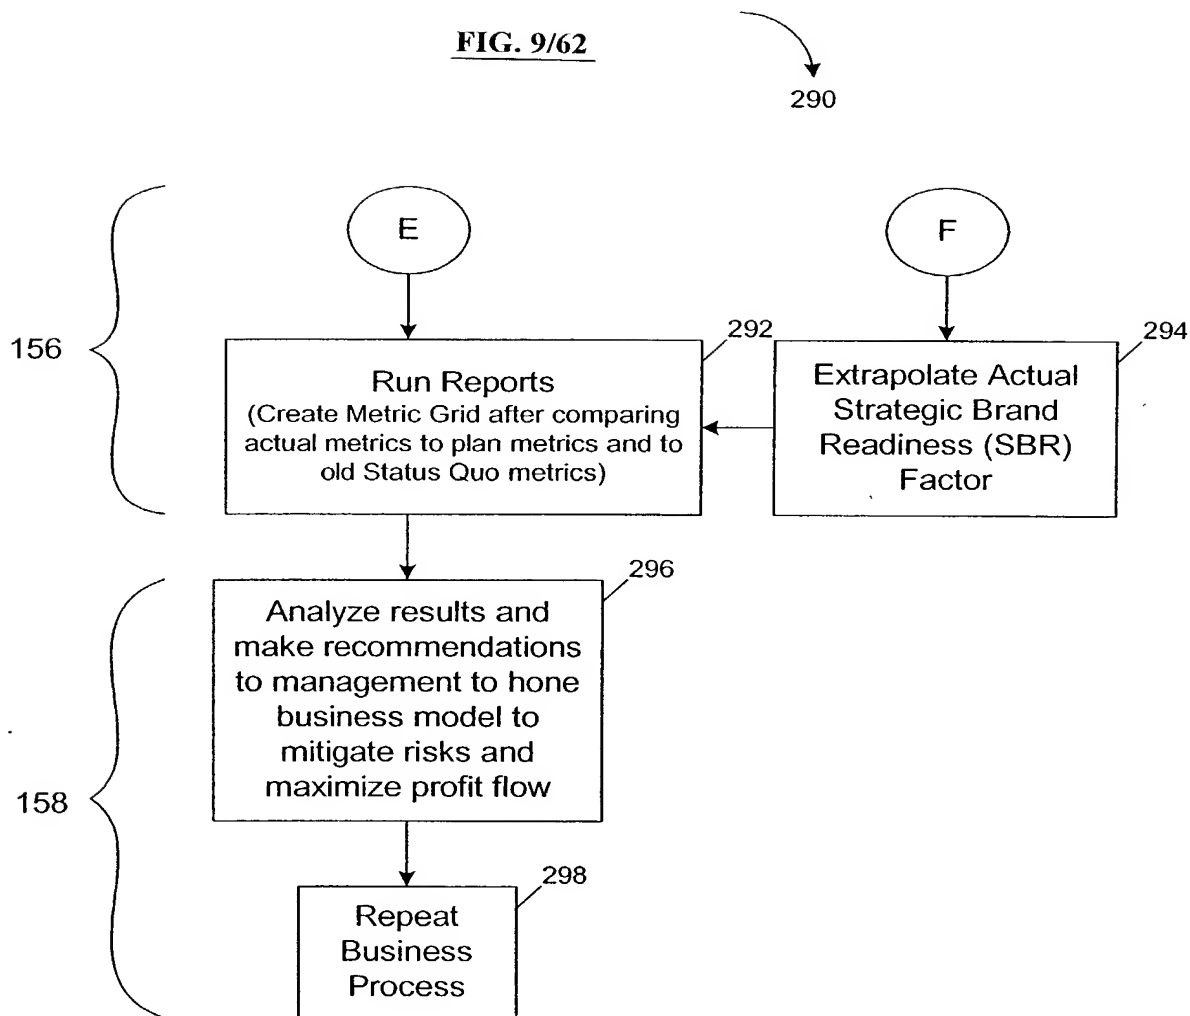 FIG. 9/62
290
E
F
156
292
Run Reports
(Create Metric Grid after comparing
actual metrics to plan metrics and to
old Status Quo metrics)
294
Extrapolate Actual
Strategic Brand
Readiness (SBR)
Factor
296
Analyze results and
make recommendations
to management to hone
business model to
mitigate risks and
maximize profit flow
158
298
Repeat
Business
Process